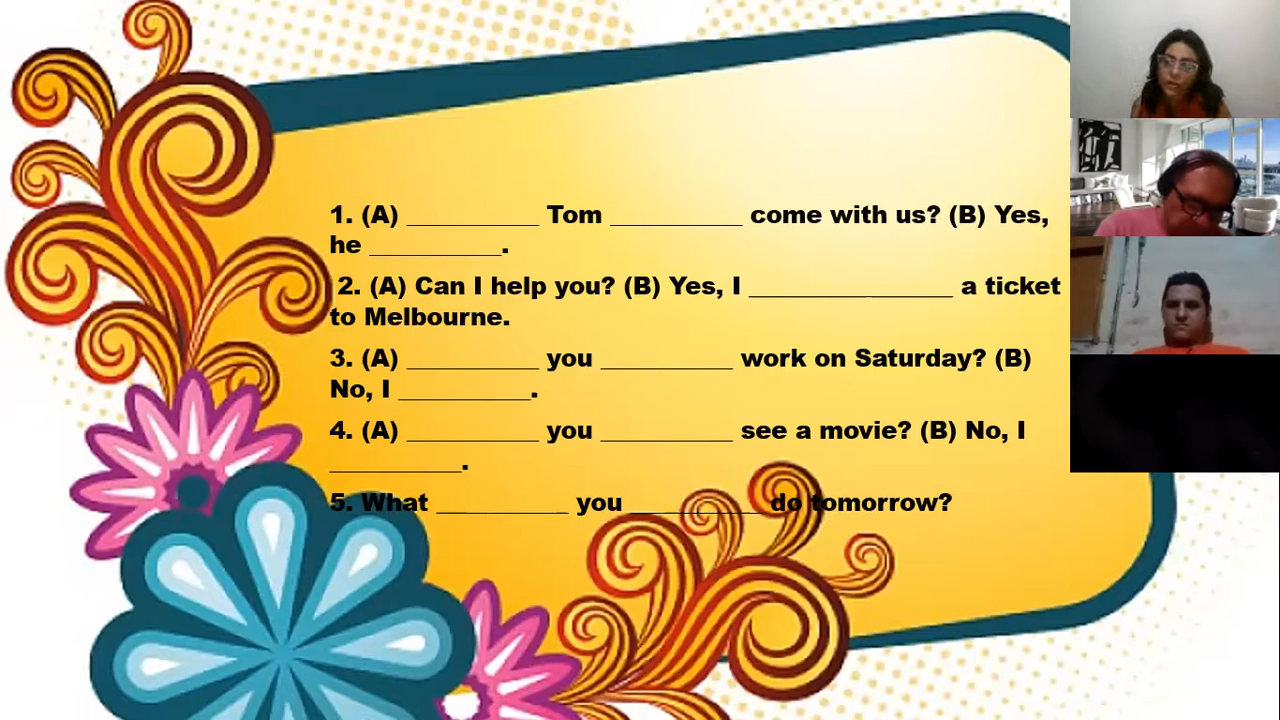 1. (A) __________ Tom __________ come with us? (B) Yes,
he __________.
2. (A) Can I help you? (B) Yes, I _______________ a ticket
to Melbourne.
3. (A) __________ you __________ work on Saturday? (B)
No, I __________.
4. (A) __________ you __________ see a movie? (B) No, I
__________.
5. What __________ you __________ do tomorrow?